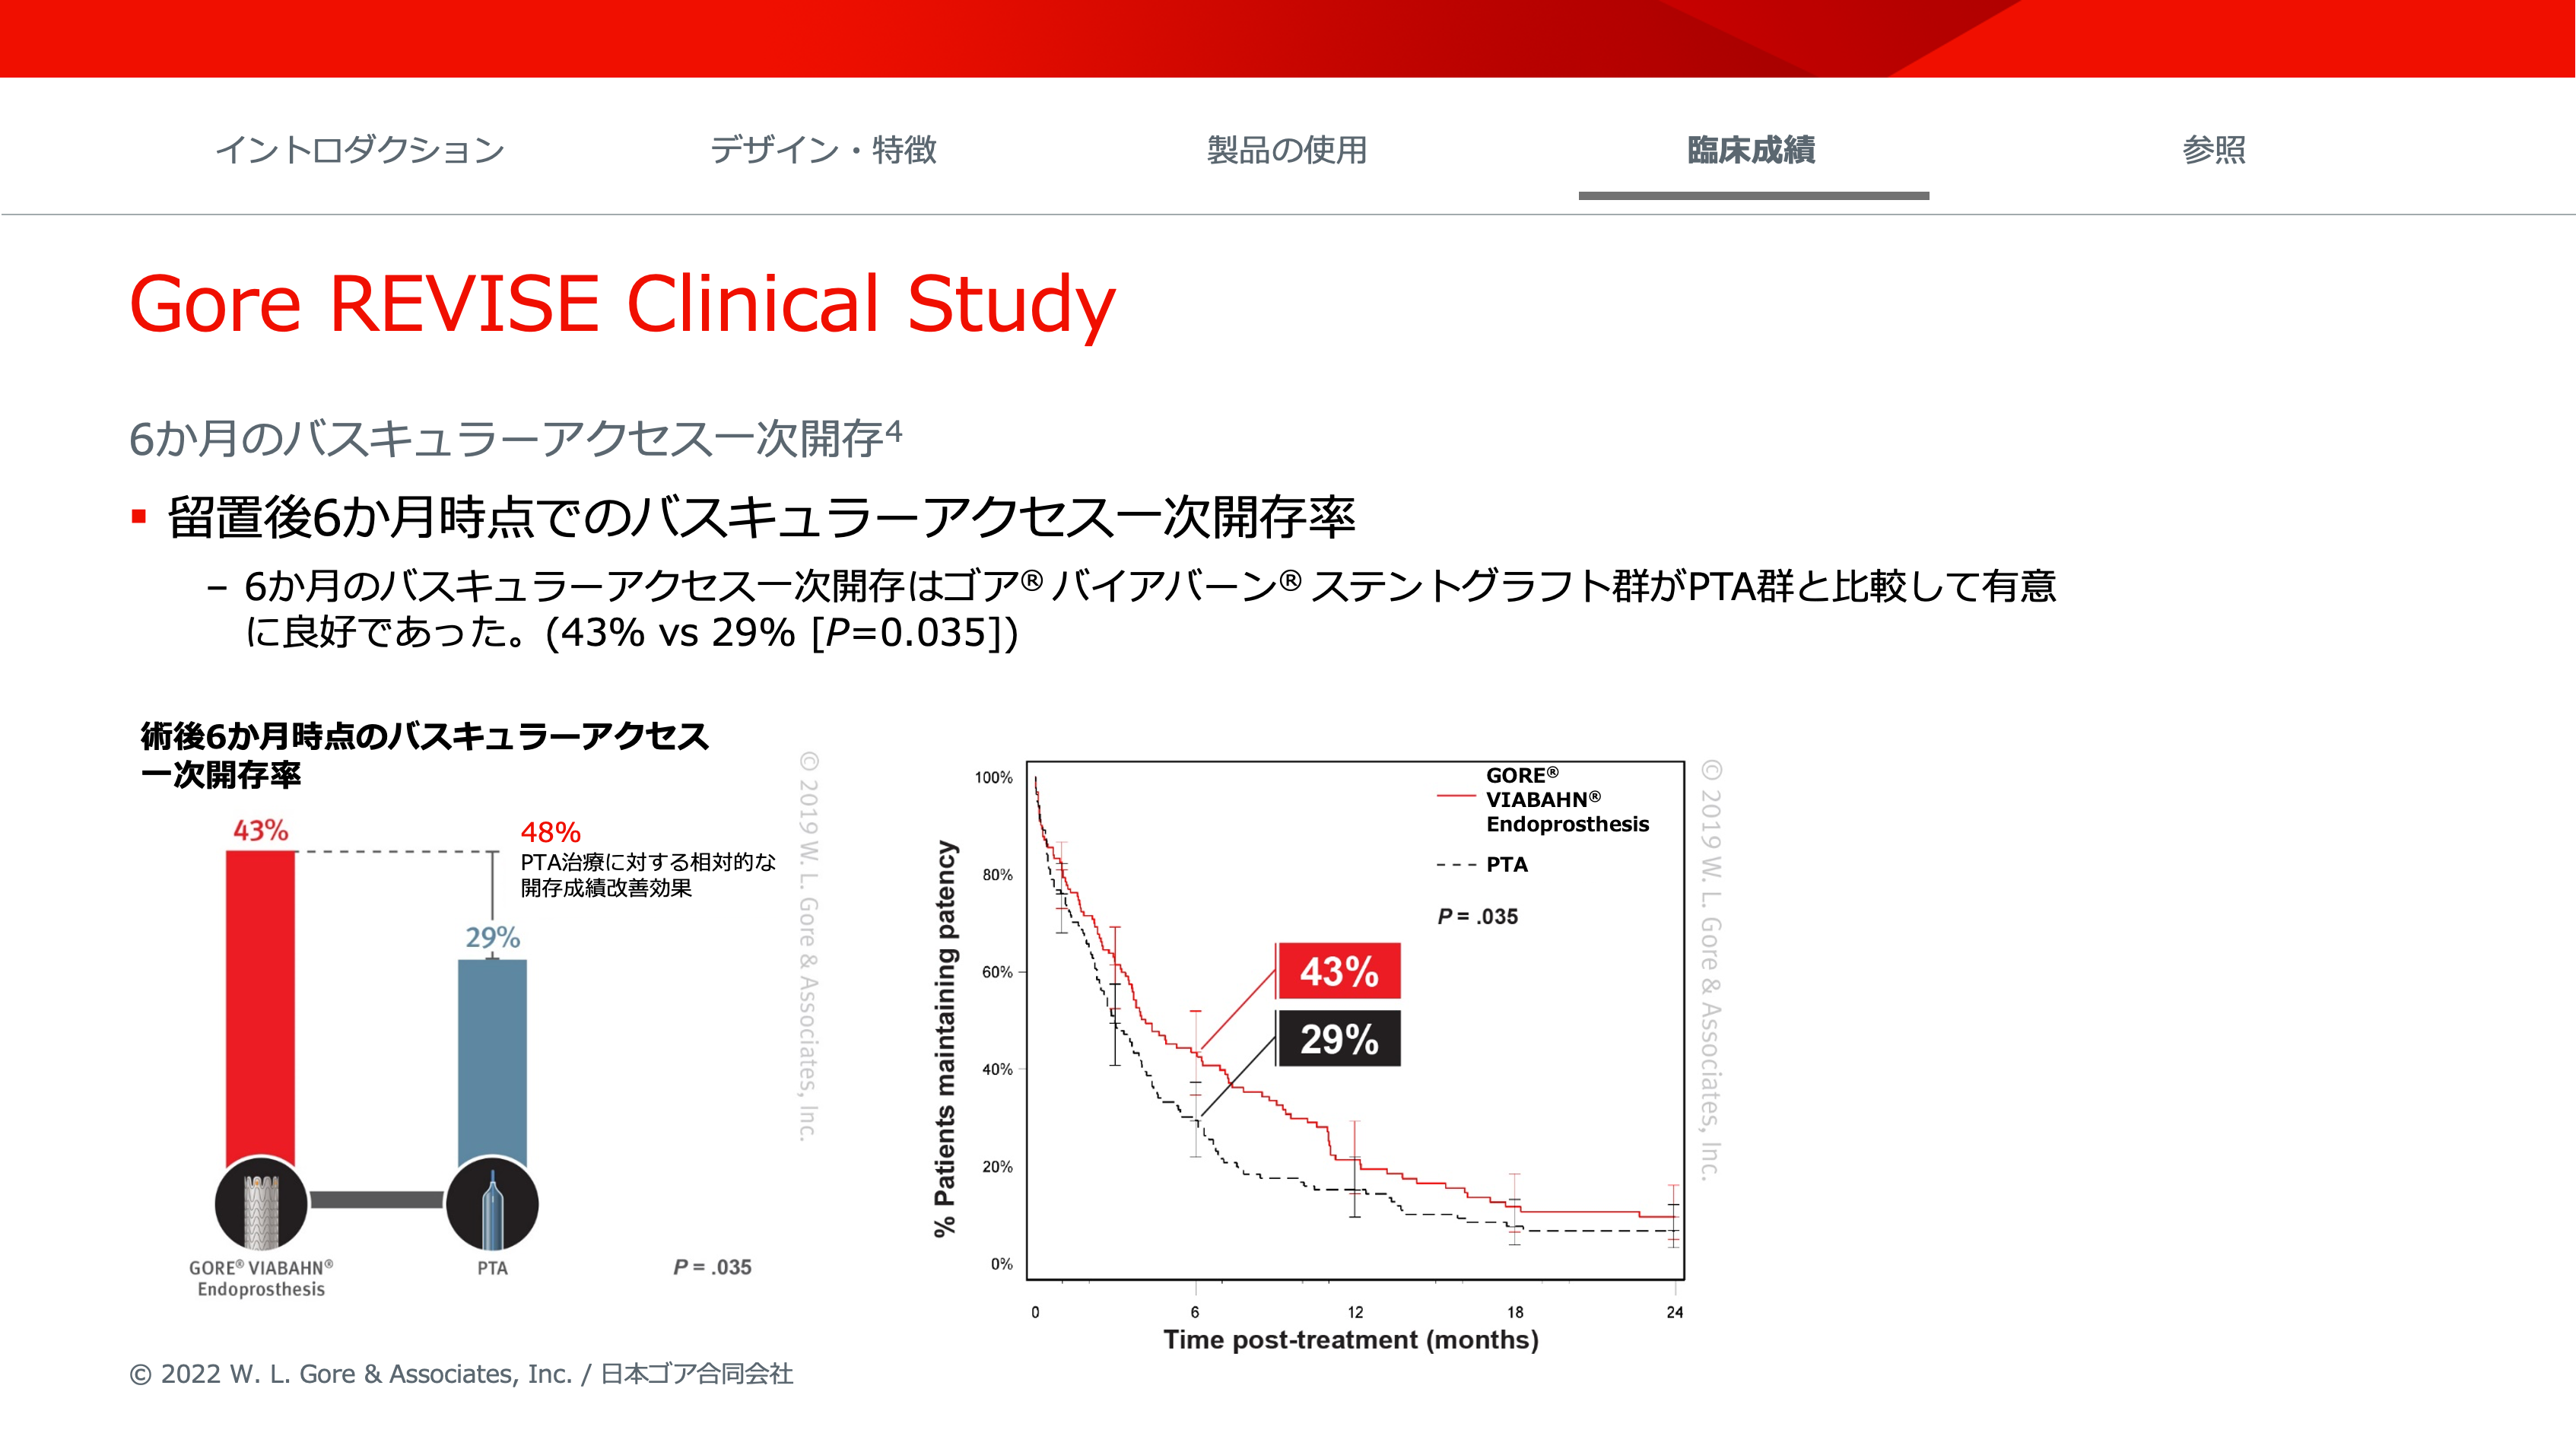 イントロダクション
デザイン・特徴
製品の使用
臨床成績
参照
Gore REVISE Clinical Study
6か月のバスキュラーアクセス一次開存4
▪ 留置後6か月時点でのバスキュラーアクセス一次開存率
– 6か月のバスキュラーアクセス一次開存はゴア® バイアバーン® ステントグラフト群がPTA群と比較して有意
に良好であった。(43% vs 29% [P=0.035])
術後6か月時点のバスキュラーアクセス
一次開存率
43%
48%
PTA治療に対する相対的な
開存成績改善効果
29%
GORE® VIABAHN®
Endoprosthesis
PTA
P = .035
© 2019 W. L. Gore & Associates, Inc.
% Patients maintaining patency
100%
80%
60%
40%
20%
0%
GORE®
VIABAHN®
Endoprosthesis
PTA
P = .035
43%
29%
0
6
12
18
24
Time post-treatment (months)
© 2019 W. L. Gore & Associates, Inc.
© 2022 W. L. Gore & Associates, Inc. / 日本ゴア合同会社